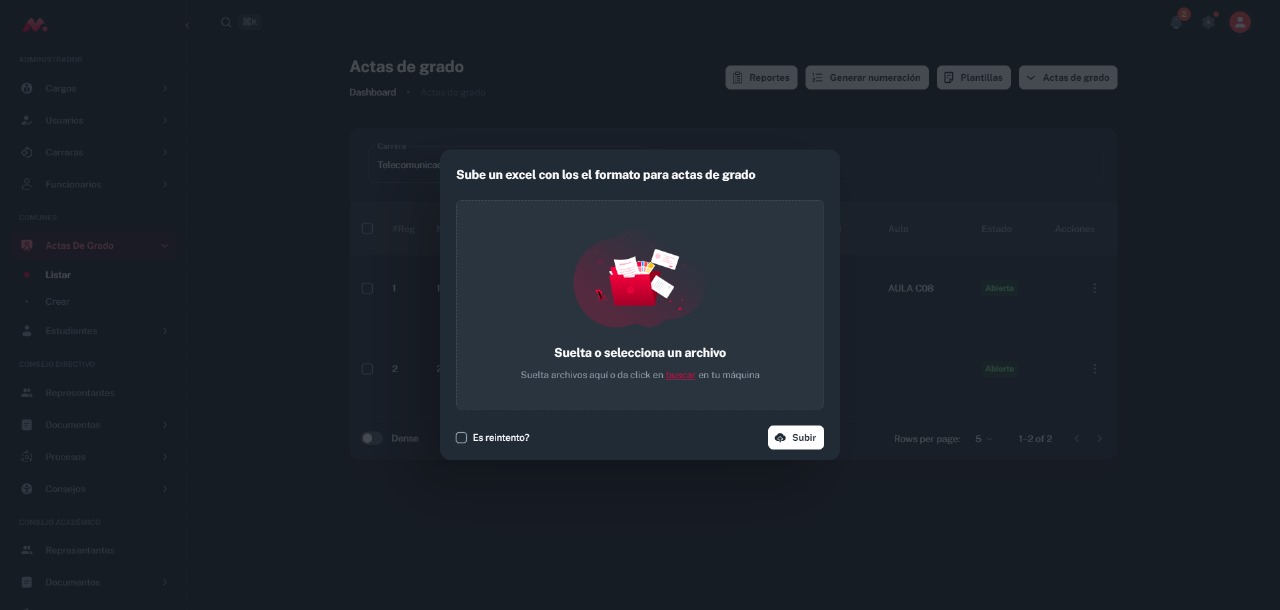 ⌘K
2
ADMINISTRADOR
Cargos
Usuarios
Carreras
Funcionarios
COMUNES
Actas De Grado
Listar
Crear
Estudiantes
CONSEJO DIRECTIVO
Representantes
Documentos
Procesos
Consejos
CONSEJO ACADÉMICO
Representantes
Documentos
Actas de grado
Dashboard • Actas de grado
Reportes
Generar numeración
Plantillas
Actas de grado
Carrera
Telecomunicac
#Reg
Aula
Estado
Acciones
1
AULA C08
Abierta
2
Abierta
Dense
Rows per page:
5
1–2 of 2
Sube un excel con los el formato para actas de grado
Suelta o selecciona un archivo
Suelta archivos aquí o da click en buscar en tu máquina
Es reintento?
Subir